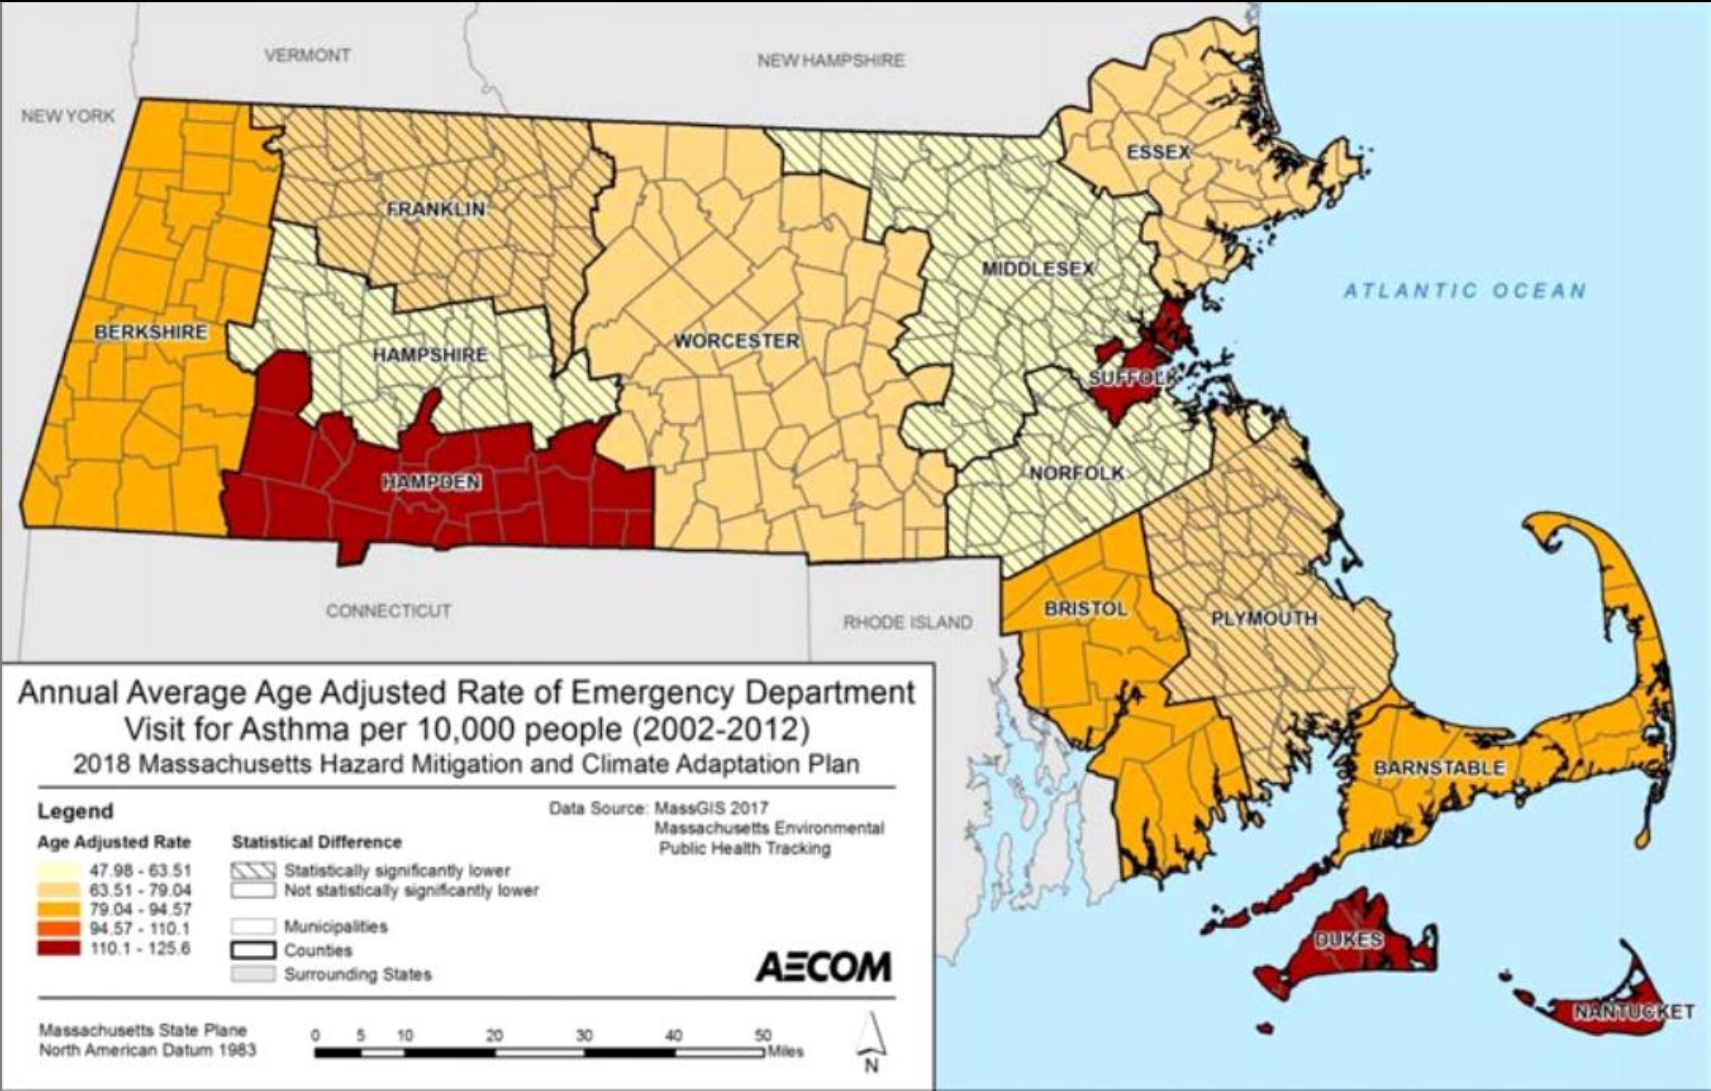 VERMONT
NEW HAMPSHIRE
NEW YORK
ESSEX
FRANKLIN
MIDDLESEX
ATLANTIC OCEAN
BERKSHIRE
HAMPSHIRE
WORCESTER
SUFFOLK
HAMPDEN
NORFOLK
CONNECTICUT
RHODE ISLAND
BRISTOL
PLYMOUTH
BARNSTABLE
DUKES
NANTUCKET
Annual Average Age Adjusted Rate of Emergency Department
Visit for Asthma per 10,000 people (2002-2012)
2018 Massachusetts Hazard Mitigation and Climate Adaptation Plan
Legend
Age Adjusted Rate
47.98 - 63.51
63.51 - 79.04
79.04 - 94.57
94.57 - 110.1
110.1 - 125.6
Statistical Difference
Statistically significantly lower
Not statistically significantly lower
Municipalities
Counties
Surrounding States
Data Source: MassGIS 2017
Massachusetts Environmental
Public Health Tracking
AECOM
Massachusetts State Plane
North American Datum 1983
0 5 10 20 30 40 50
Miles
N